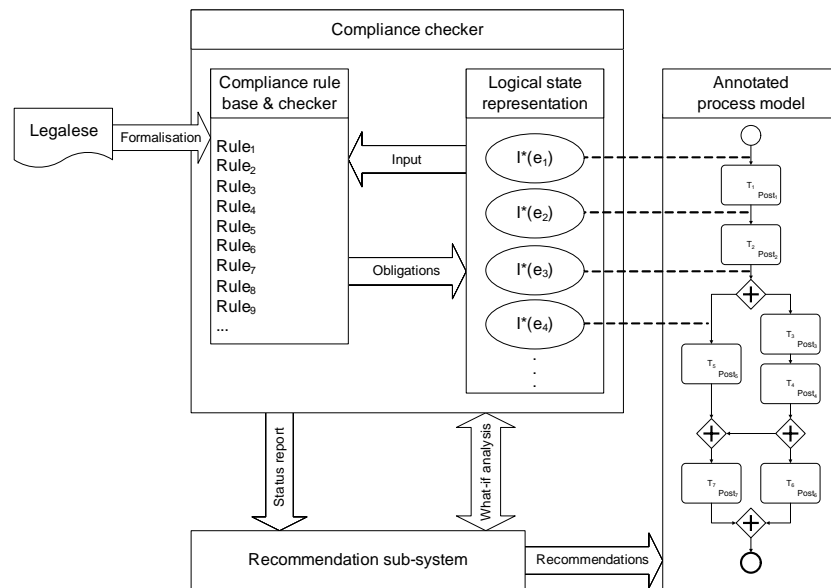 Compliance checker
Compliance rule
base & checker
Logical state
representation
Annotated
process model
Legalese
Formalisation
Rule₁
Rule₂
Rule₃
Rule₄
Rule₅
Rule₆
Rule₇
Rule₈
Rule₉
...
Input
Obligations
I*(e₁)
I*(e₂)
I*(e₃)
I*(e₄)
.
.
.
T₁
Post₁
T₂
Post₂
T₃
Post₃
T₅
Post₅
T₄
Post₄
T₇
Post₇
T₆
Post₆
Status report
What-if analysis
Recommendation sub-system
Recommendations